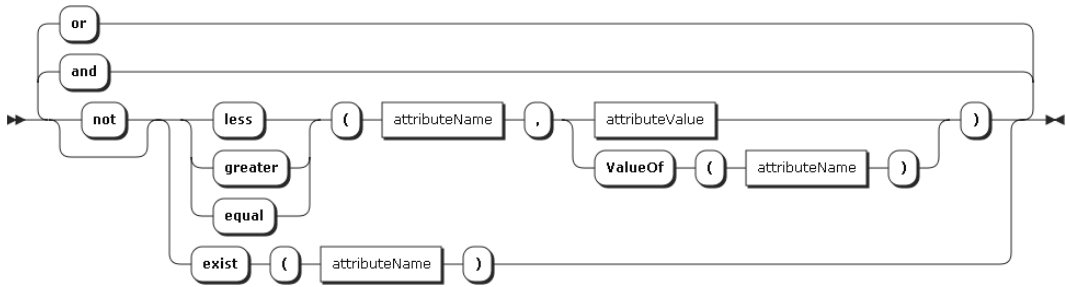 or
and
not less ( attributeName , attributeValue )
greater ValueOf ( attributeName )
equal
exist ( attributeName )